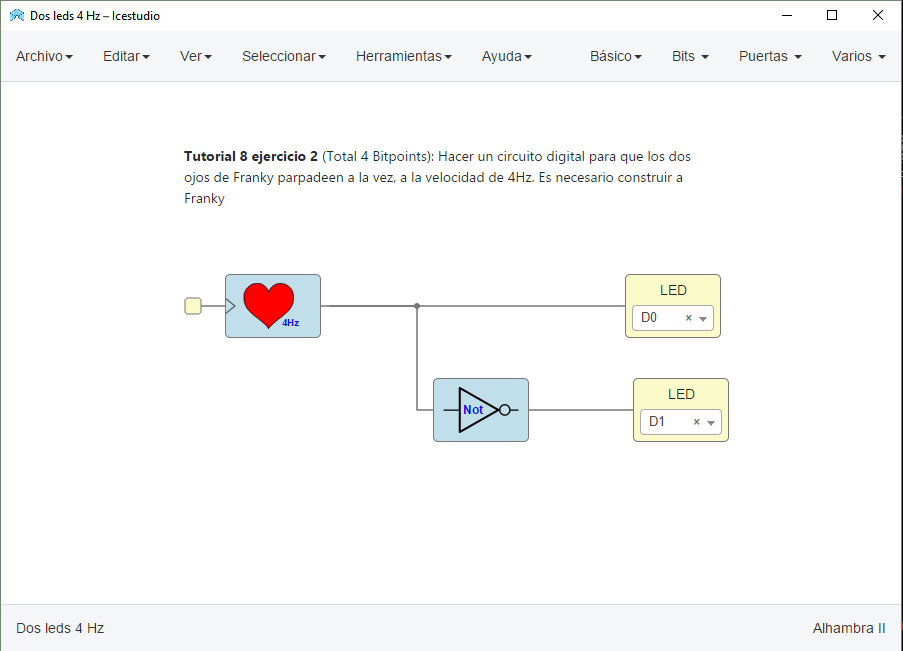 Dos leds 4 Hz – Icestudio
Archivo Editar Ver Seleccionar Herramientas Ayuda Básico Bits Puertas Varios
Tutorial 8 ejercicio 2 (Total 4 Bitpoints): Hacer un circuito digital para que los dos
ojos de Franky parpadeen a la vez, a la velocidad de 4Hz. Es necesario construir a
Franky
4Hz
LED
D0 ×
Not
LED
D1 ×
Dos leds 4 Hz
Alhambra II